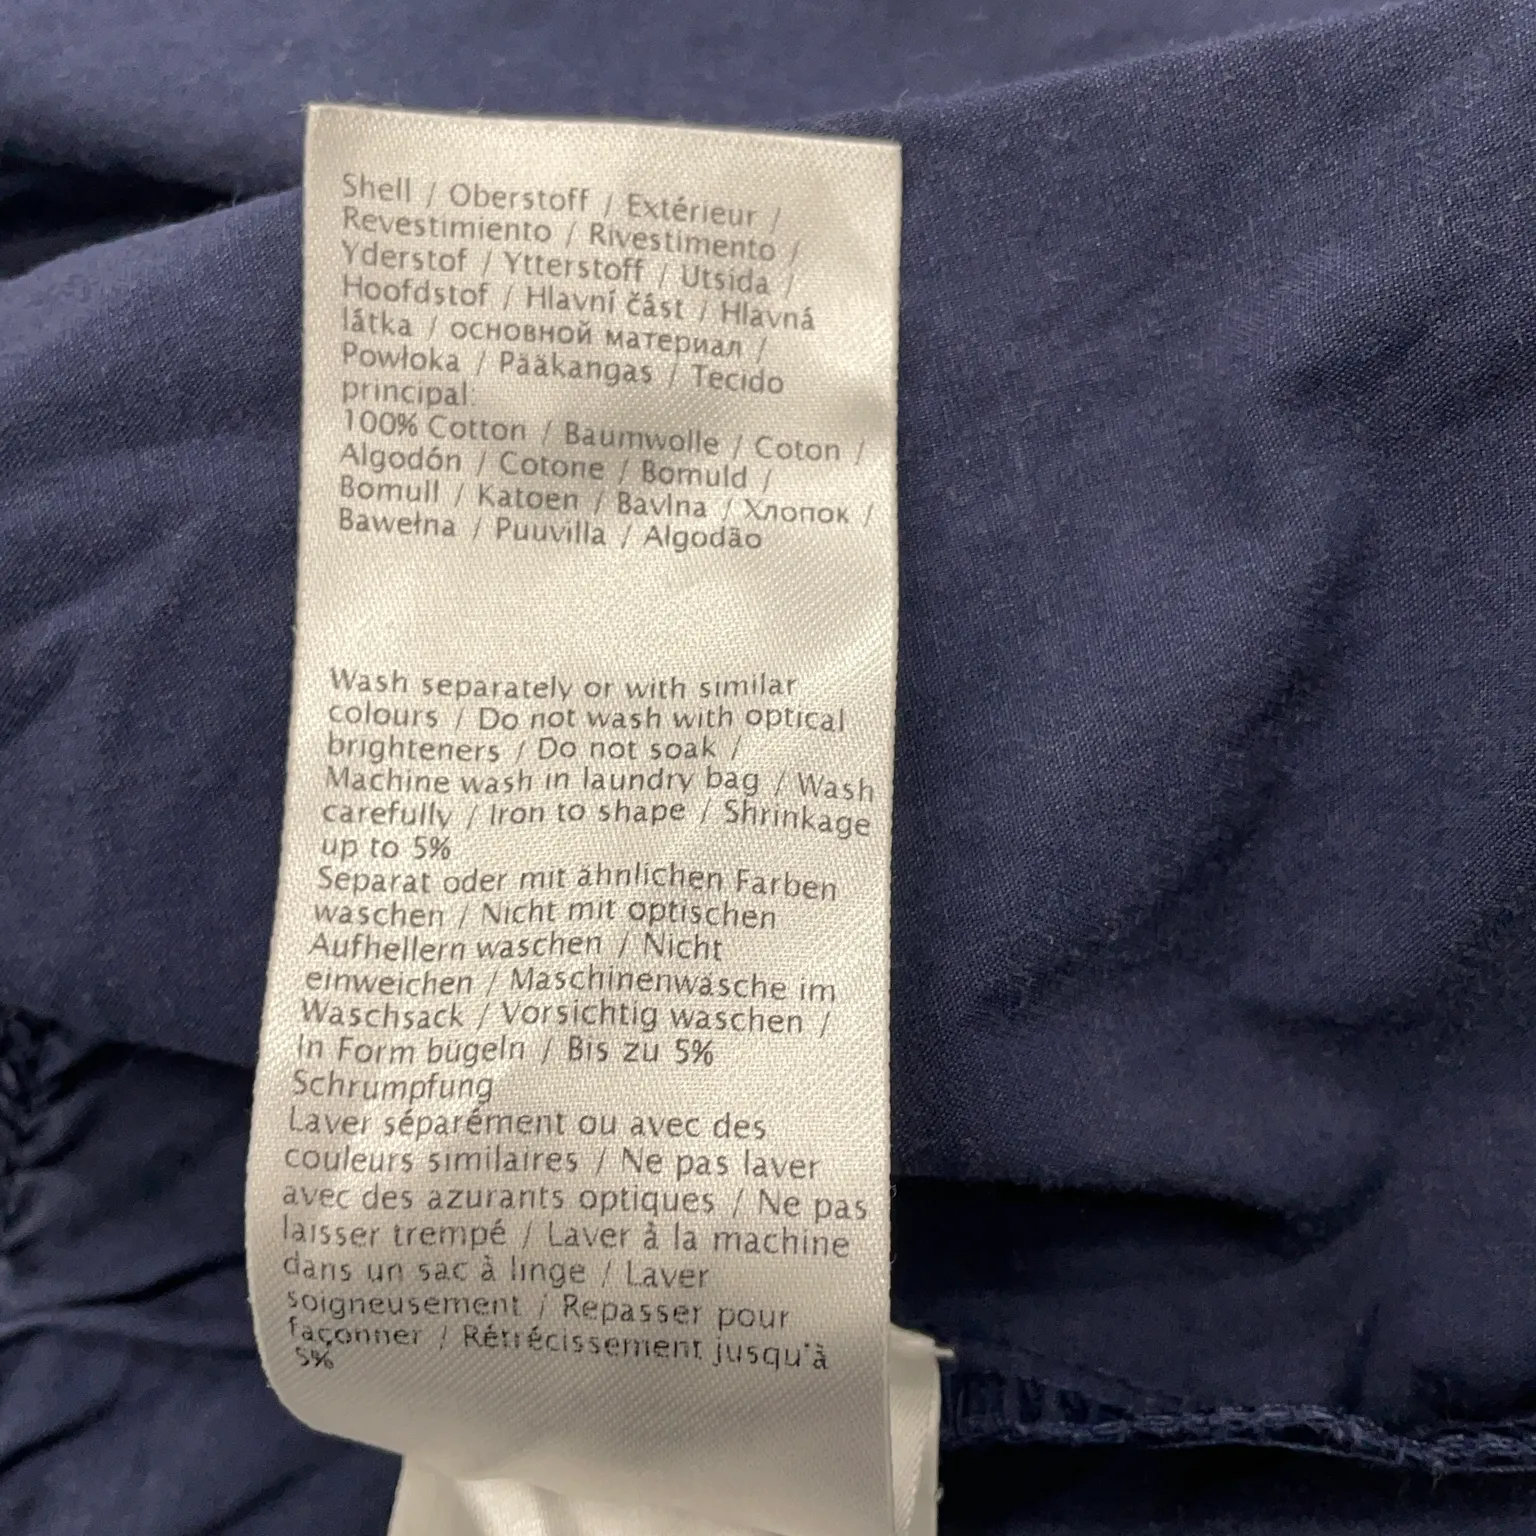 Shell / Oberstoff / Extérieur /
Revestimiento / Rivestimento /
Yderstof / Ytterstoff / Utsida /
Hoofdstof / Hlavní část / Hlavná
látka / основной материал /
Powłoka / Pääkangas / Tecido
principal:
100% Cotton / Baumwolle / Coton /
Algodón / Cotone / Bomuld /
Bomull / Katoen / Bavlna / Хлопок /
Bawełna / Puuvilla / Algodão
Wash separately or with similar
colours / Do not wash with optical
brighteners / Do not soak /
Machine wash in laundry bag / Wash
carefully / Iron to shape / Shrinkage
up to 5%
Separat oder mit ähnlichen Farben
waschen / Nicht mit optischen
Aufhellern waschen / Nicht
einweichen / Maschinenwäsche im
Waschsack / Vorsichtig waschen /
In Form bügeln / Bis zu 5%
Schrumpfung
Laver séparément ou avec des
couleurs similaires / Ne pas laver
avec des azurants optiques / Ne pas
laisser trempé / Laver à la machine
dans un sac à linge / Laver
soigneusement / Repasser pour
façonner / Rétrécissement jusqu'à
5%